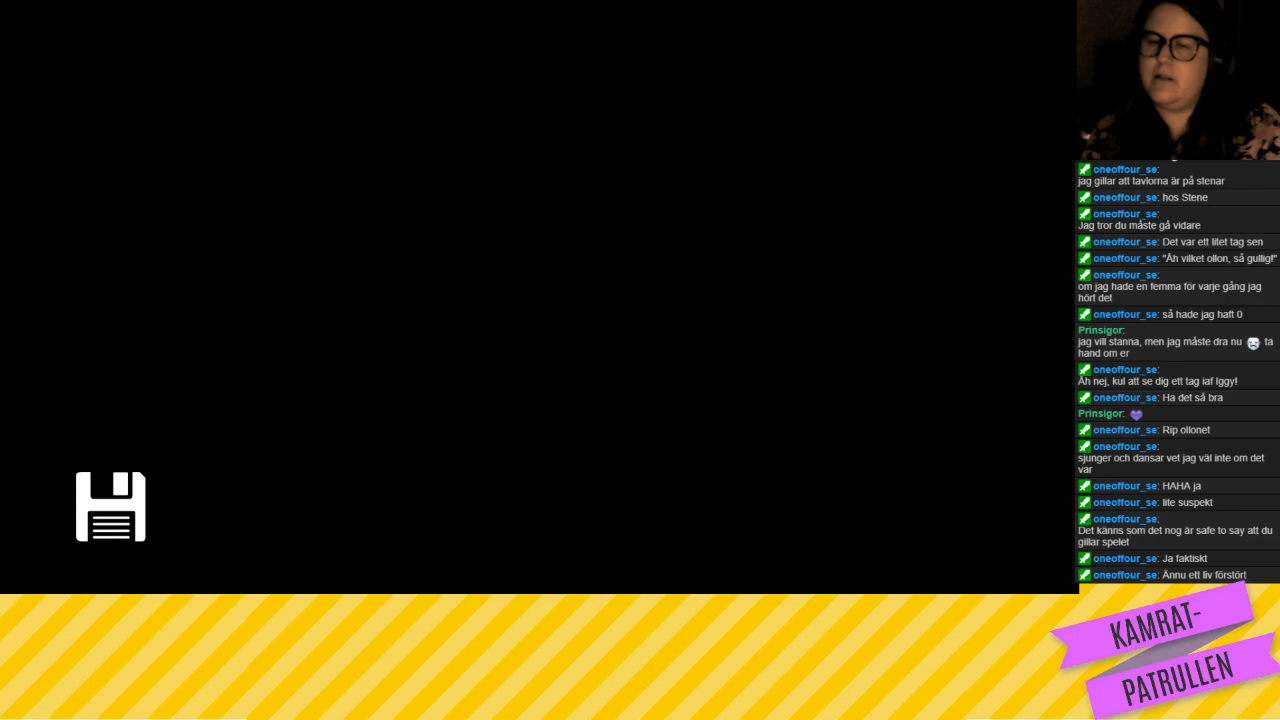 oneoffour_se:
jag gillar att tavlorna är på stenar
oneoffour_se: hos Stene
oneoffour_se:
Jag tror du måste gå vidare
oneoffour_se: Det var ett litet tag sen
oneoffour_se: "Åh vilket ollon, så gullig!"
oneoffour_se:
om jag hade en femma för varje gång jag
hört det
oneoffour_se: så hade jag haft 0
Prinsigor:
jag vill stanna, men jag måste dra nu ta
hand om er
oneoffour_se:
Åh nej, kul att se dig ett tag iaf Iggy!
oneoffour_se: Ha det så bra
Prinsigor:
oneoffour_se: Rip ollonet
oneoffour_se:
sjunger och dansar vet jag väl inte om det
var
oneoffour_se: HAHA ja
oneoffour_se: lite suspekt
oneoffour_se:
Det känns som det nog är safe to say att du
gillar spelet
oneoffour_se: Ja faktiskt
oneoffour_se: Ännu ett liv förstört
KAMRAT-
PATRULLEN